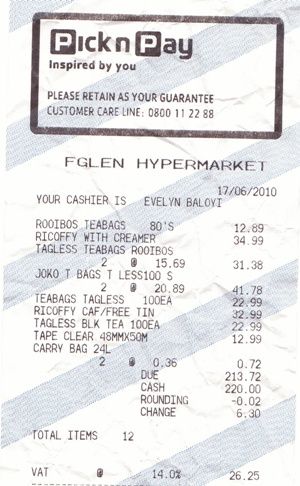 Pick n Pay
Inspired by you
PLEASE RETAIN AS YOUR GUARANTEE
CUSTOMER CARE LINE: 0800 11 22 88
FGLEN HYPERMARKET
17/06/2010
YOUR CASHIER IS EVELYN BALOYI
ROOIBOS TEABAGS 80'S 12.89
RICOFFY WITH CREAMER 34.99
TAGLESS TEABAGS ROOIBOS
2 @ 15.69 31.38
JOKO T BAGS T LESS100 S
2 @ 20.89 41.78
TEABAGS TAGLESS 100EA 22.99
RICOFFY CAF/FREE TIN 32.99
TAGLESS BLK TEA 100EA 22.99
TAPE CLEAR 48MMX50M 12.99
CARRY BAG 24L
2 @ 0.36 0.72
DUE 213.72
CASH 220.00
ROUNDING -0.02
CHANGE 6.30
TOTAL ITEMS 12
VAT @ 14.0% 26.25